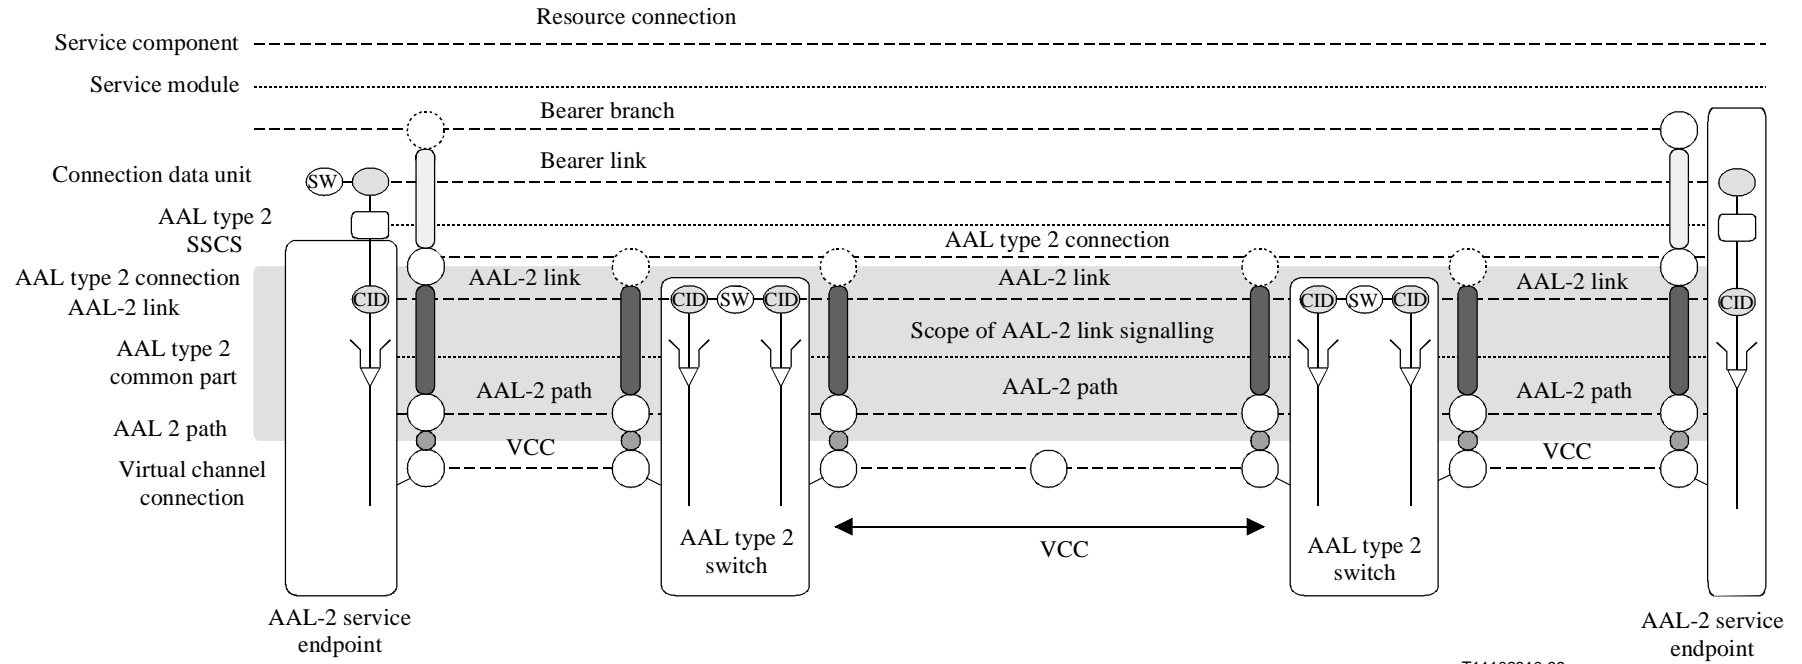 Resource connection
Service component
Service module
Bearer branch
Bearer link
Connection data unit
SW
AAL type 2
SSCS
AAL type 2 connection
AAL type 2 connection
AAL-2 link
AAL-2 link
AAL-2 link
AAL-2 link
CID
CID
SW
CID
CID
SW
CID
CID
Scope of AAL-2 link signalling
AAL type 2
common part
AAL-2 path
AAL-2 path
AAL-2 path
AAL 2 path
VCC
VCC
Virtual channel
connection
AAL type 2
switch
VCC
AAL type 2
switch
AAL-2 service
endpoint
AAL-2 service
endpoint